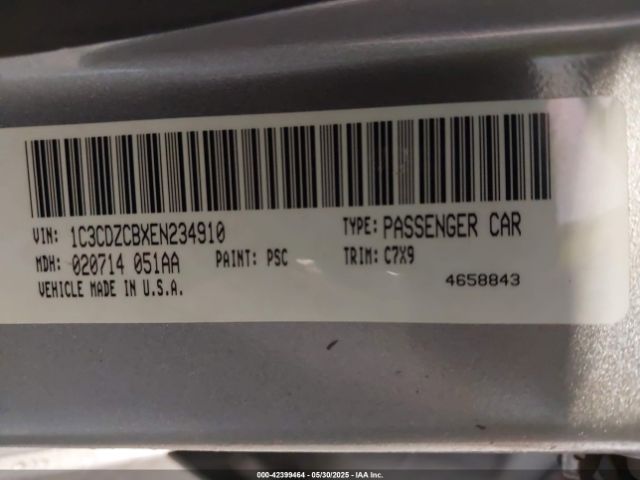 VIN: 1C3CDZCBXEN234910 TYPE: PASSENGER CAR
MDH: 020714 051AA PAINT: PSC TRIM: C7X9
VEHICLE MADE IN U.S.A. 4658843
000-42399464 - 05/30/2025 - IAA Inc.